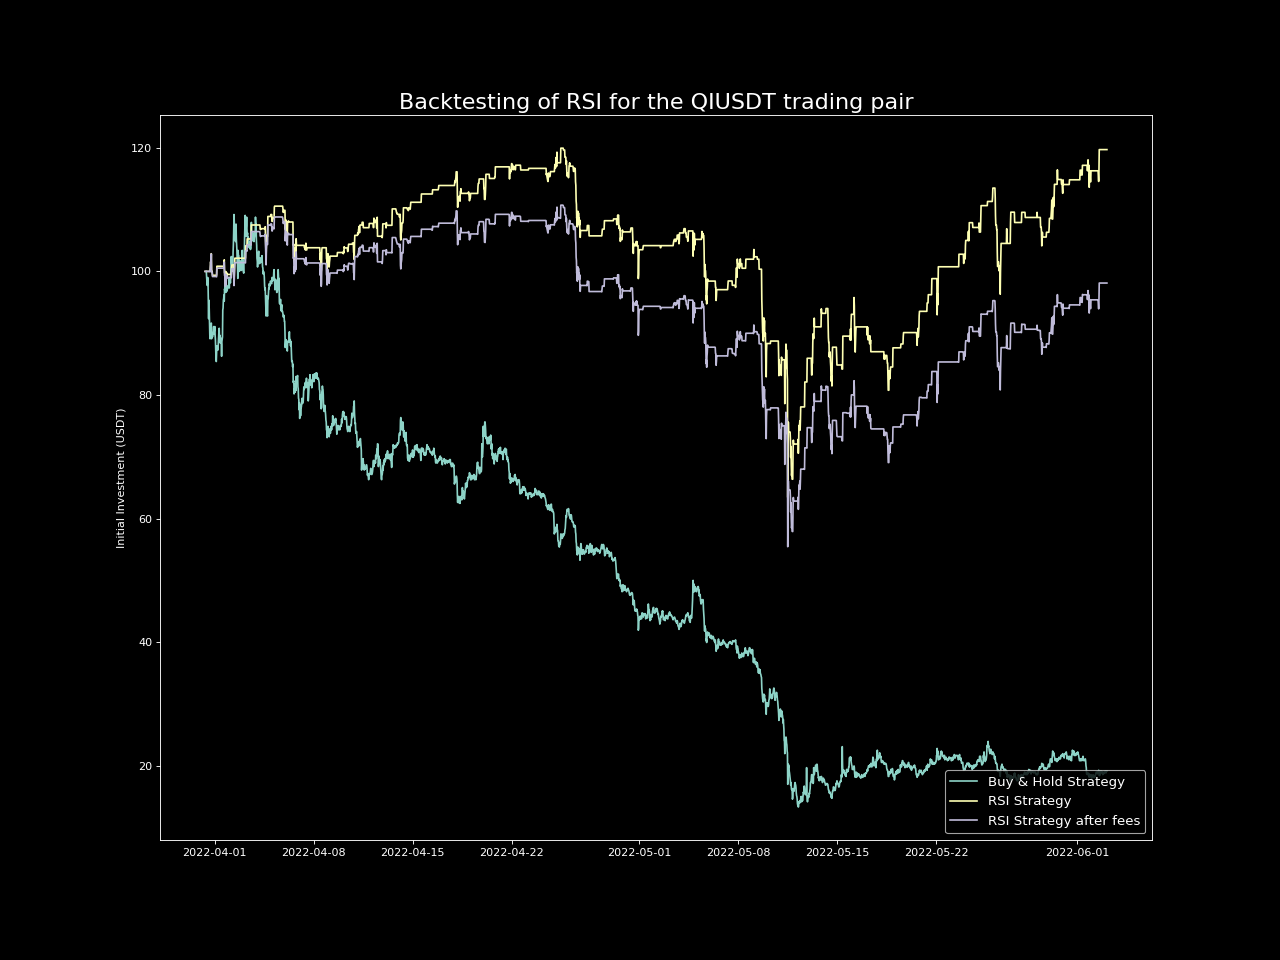 Backtesting of RSI for the QIUSDT trading pair
Initial Investment (USDT)
120
100
80
60
40
20
2022-04-01 2022-04-08 2022-04-15 2022-04-22 2022-05-01 2022-05-08 2022-05-15 2022-05-22 2022-06-01
Buy & Hold Strategy
RSI Strategy
RSI Strategy after fees